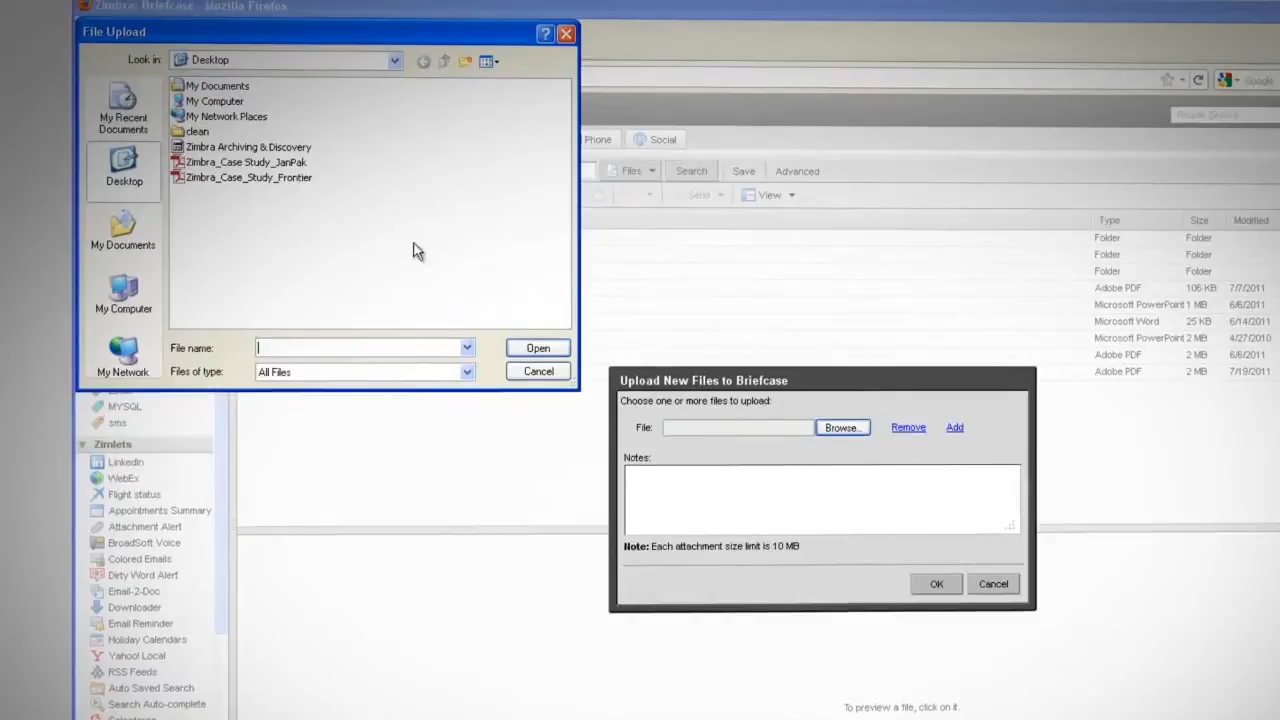 Zimbra: Briefcase - Mozilla Firefox
File Upload
Look in:
Desktop
My Recent Documents
Desktop
My Documents
My Computer
My Network
My Documents
My Computer
My Network Places
clean
Zimbra Archiving & Discovery
Zimbra_Case Study_JanPak
Zimbra_Case_Study_Frontier
File name:
Open
Files of type:
All Files
Cancel
Google
Phone
Social
Files
Search
Save
Advanced
Send
View
Type Size Modified
Folder Folder
Folder Folder
Folder Folder
Adobe PDF 106 KB 7/7/2011
Microsoft PowerPoint 1 MB 6/6/2011
Microsoft Word 25 KB 6/14/2011
Microsoft PowerPoint 2 MB 4/27/2010
Adobe PDF 2 MB 6/6/2011
Adobe PDF 2 MB 7/19/2011
Upload New Files to Briefcase
Choose one or more files to upload:
File:
Browse...
Remove
Add
Notes:
Note: Each attachment size limit is 10 MB
OK
Cancel
MYSQL
sms
Zimlets
LinkedIn
WebEx
Flight status
Appointments Summary
Attachment Alert
BroadSoft Voice
Colored Emails
Dirty Word Alert
Email-2-Doc
Downloader
Email Reminder
Holiday Calendars
Yahoo! Local
RSS Feeds
Auto Saved Search
Search Auto-complete
To preview a file, click on it.